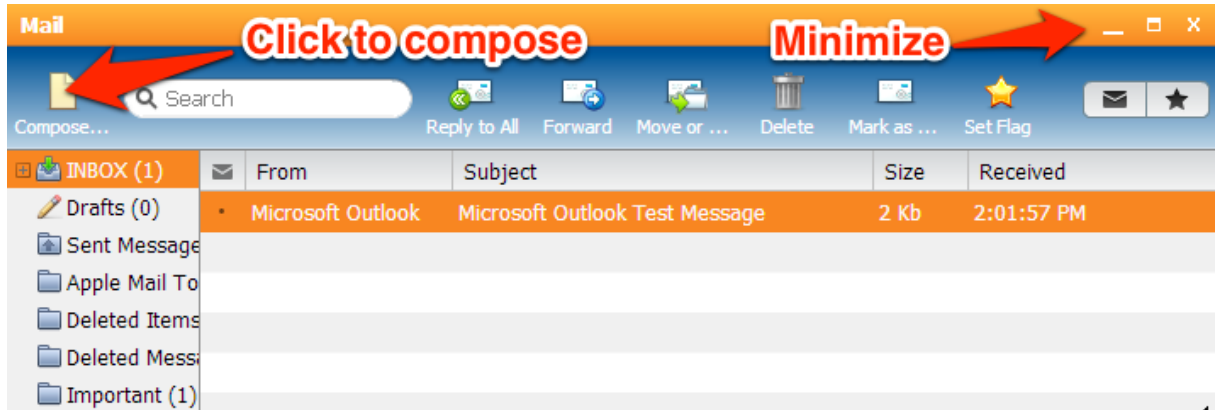 Mail
Click to compose
Minimize
Search
Compose...
Reply to All
Forward
Move or ...
Delete
Mark as ...
Set Flag
INBOX (1)
From
Subject
Size
Received
Drafts (0)
Microsoft Outlook
Microsoft Outlook Test Message
2 Kb
2:01:57 PM
Sent Message
Apple Mail To
Deleted Items
Deleted Messa
Important (1)